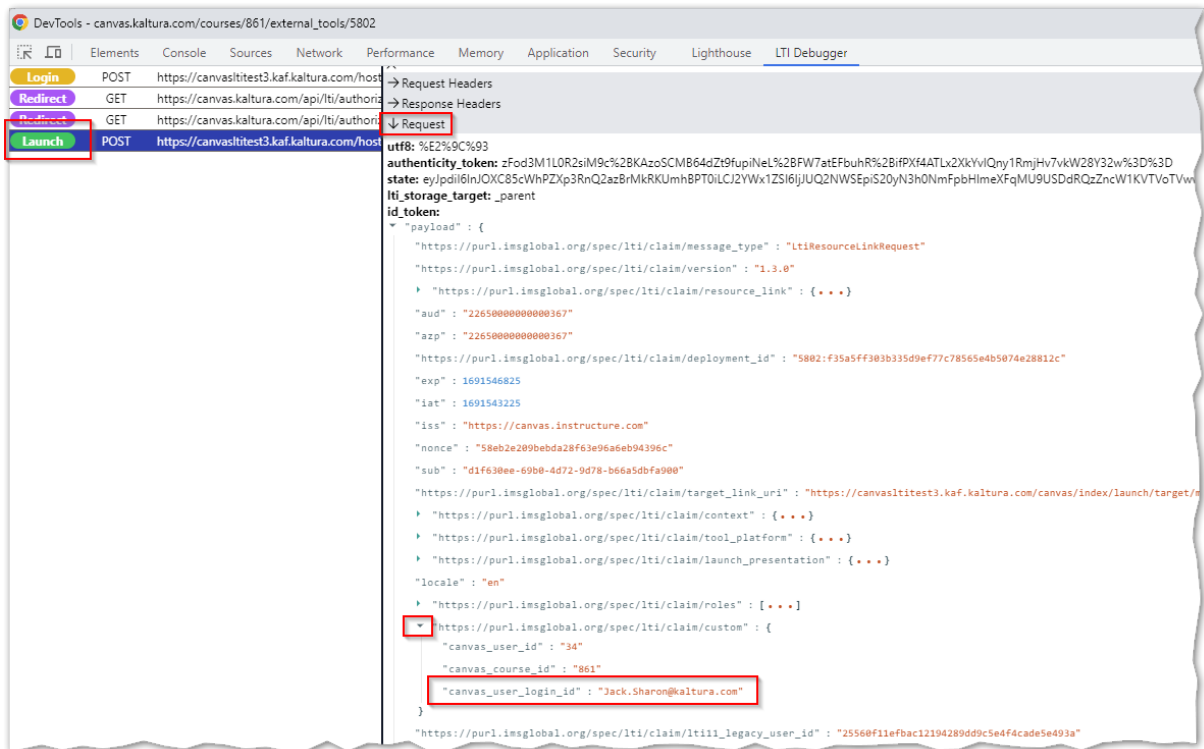 DevTools - canvas.kaltura.com/courses/861/external_tools/5802
Elements Console Sources Network Performance Memory Application Security Lighthouse LTI Debugger
Login POST https://canvasltitest3.kaf.kaltura.com/host
Redirect GET https://canvas.kaltura.com/api/lti/authoriz
Redirect GET https://canvas.kaltura.com/api/lti/authoriz
Launch POST https://canvasltitest3.kaf.kaltura.com/host
→ Request Headers
→ Response Headers
↓ Request
utf8: %E2%9C%93
authenticity_token: zFod3M1L0R2siM9c%2BKAzoSCMB64dZt9fupiNeL%2BFW7atEFbuhR%2BifPXf4ATLx2XkYvIQny1RmjHv7vkW28Y32w%3D%3D
state:
lti_storage_target: _parent
id_token:
"payload" : {
"https://purl.imsglobal.org/spec/lti/claim/message_type" : "LtiResourceLinkRequest"
"https://purl.imsglobal.org/spec/lti/claim/version" : "1.3.0"
"https://purl.imsglobal.org/spec/lti/claim/resource_link" : {...}
"aud" : "22650000000000367"
"azp" : "22650000000000367"
"https://purl.imsglobal.org/spec/lti/claim/deployment_id" : "5802:f35a5ff303b335d9ef77c78565e4b5074e28812c"
"exp" : 1691546825
"iat" : 1691543225
"iss" : "https://canvas.instructure.com"
"nonce" : "58eb2e209bebda28f63e96a6eb94396c"
"sub" : "d1f630ee-69b0-4d72-9d78-b66a5dbfa900"
"https://purl.imsglobal.org/spec/lti/claim/target_link_uri" : "https://canvasltitest3.kaf.kaltura.com/canvas/index/launch/target/m
"https://purl.imsglobal.org/spec/lti/claim/context" : {...}
"https://purl.imsglobal.org/spec/lti/claim/tool_platform" : {...}
"https://purl.imsglobal.org/spec/lti/claim/launch_presentation" : {...}
"locale" : "en"
"https://purl.imsglobal.org/spec/lti/claim/roles" : [...]
"https://purl.imsglobal.org/spec/lti/claim/custom" : {
"canvas_user_id" : "34"
"canvas_course_id" : "861"
"canvas_user_login_id" : "Jack.Sharon@kaltura.com"
}
"https://purl.imsglobal.org/spec/lti/claim/lti11_legacy_user_id" : "25560f11efbac12194289dd9c5e4f4cade5e493a"